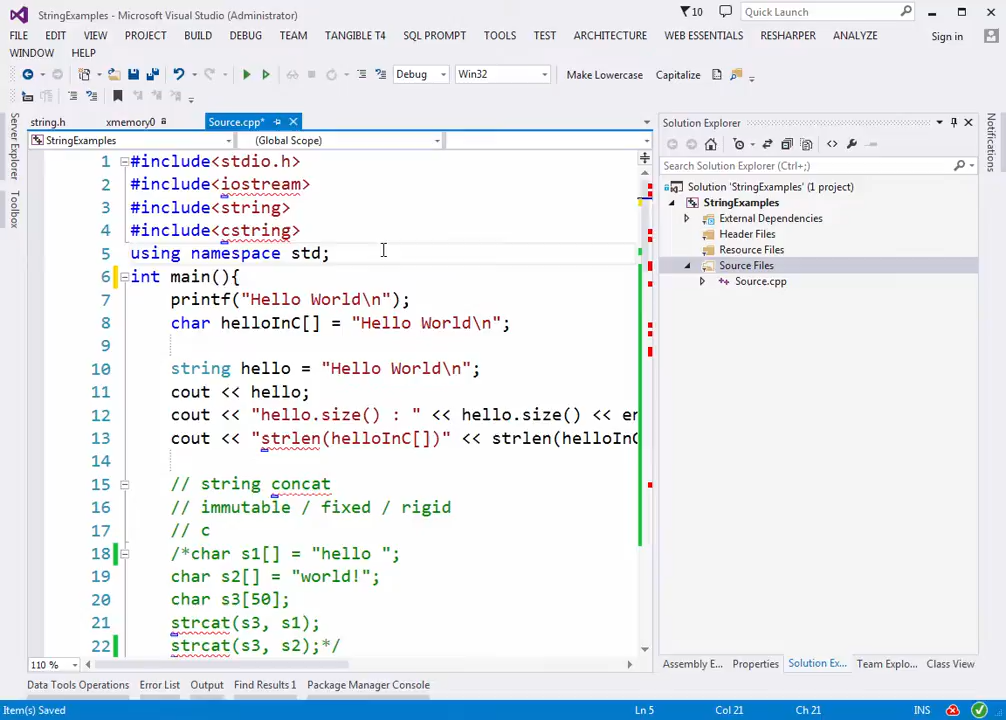 StringExamples - Microsoft Visual Studio (Administrator)
10
Quick Launch
FILE EDIT VIEW PROJECT BUILD DEBUG TEAM TANGIBLE T4 SQL PROMPT TOOLS TEST ARCHITECTURE WEB ESSENTIALS RESHARPER ANALYZE Sign in
WINDOW HELP
Debug Win32 Make Lowercase Capitalize
Server Explorer
Toolbox
string.h xmemory0 Source.cpp*
StringExamples (Global Scope)
1 #include<stdio.h>
2 #include<iostream>
3 #include<string>
4 #include<cstring>
5 using namespace std;
6 int main(){
7 printf("Hello World\n");
8 char helloInC[] = "Hello World\n";
9
10 string hello = "Hello World\n";
11 cout << hello;
12 cout << "hello.size() : " << hello.size() << en
13 cout << "strlen(helloInC[])" << strlen(helloInC
14
15 // string concat
16 // immutable / fixed / rigid
17 // c
18 /*char s1[] = "hello ";
19 char s2[] = "world!";
20 char s3[50];
21 strcat(s3, s1);
22 strcat(s3, s2);*/
110 %
Solution Explorer
Search Solution Explorer (Ctrl+;)
Solution 'StringExamples' (1 project)
StringExamples
External Dependencies
Header Files
Resource Files
Source Files
Source.cpp
Notifications
Assembly E... Properties Solution Ex... Team Explo... Class View
Data Tools Operations Error List Output Find Results 1 Package Manager Console
Item(s) Saved Ln 5 Col 21 Ch 21 INS